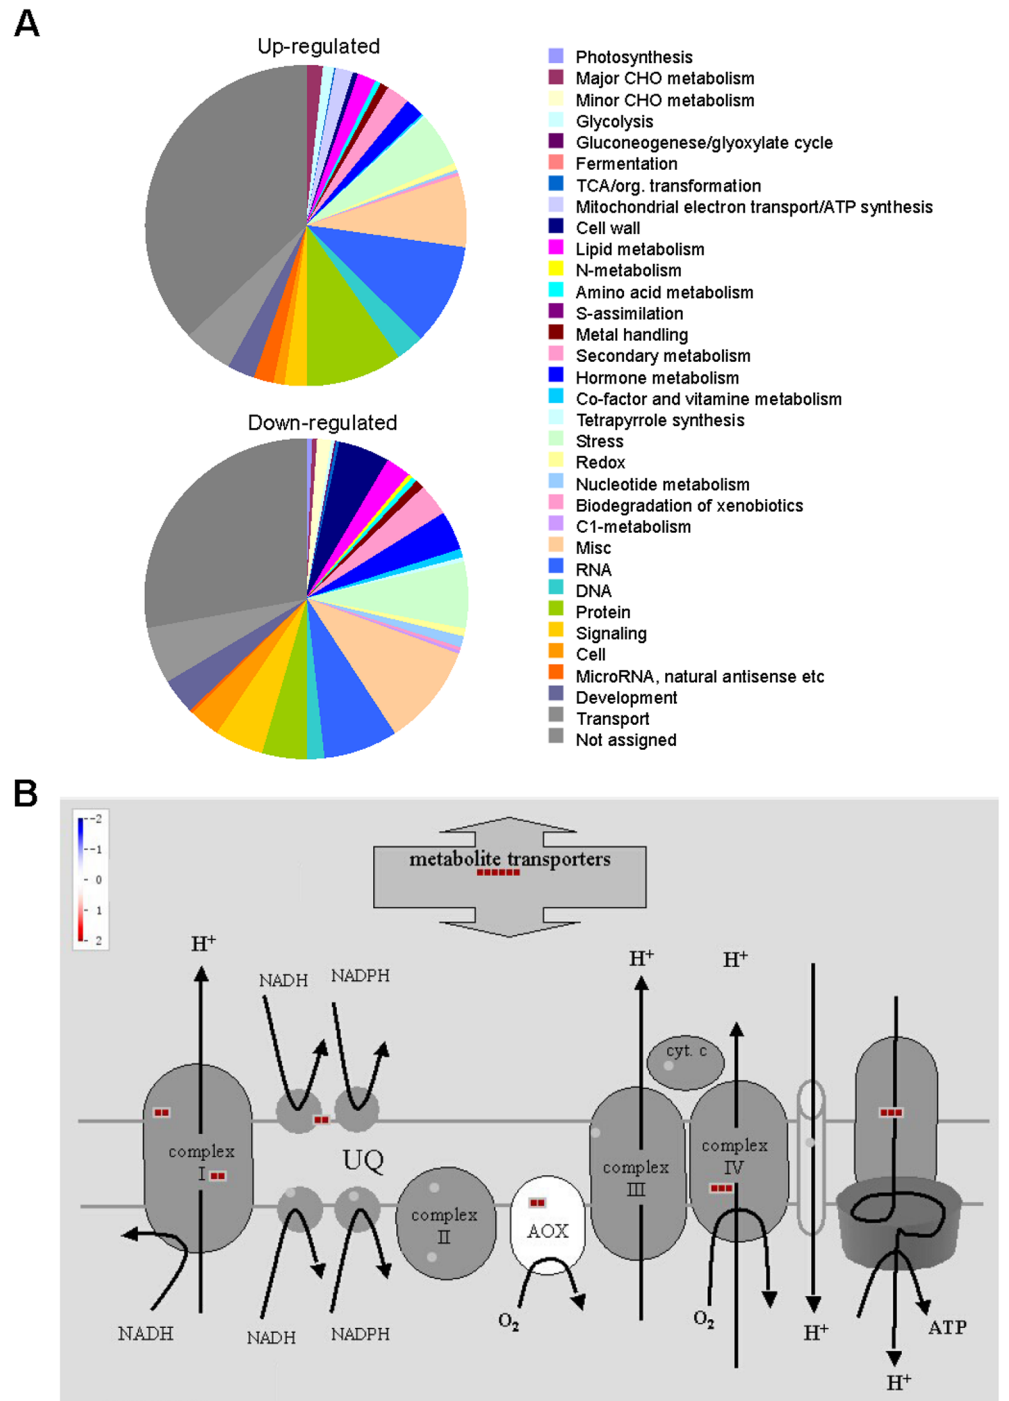 A
Up-regulated
Down-regulated
Photosynthesis
Major CHO metabolism
Minor CHO metabolism
Glycolysis
Gluconeogenese/glyoxylate cycle
Fermentation
TCA/org. transformation
Mitochondrial electron transport/ATP synthesis
Cell wall
Lipid metabolism
N-metabolism
Amino acid metabolism
S-assimilation
Metal handling
Secondary metabolism
Hormone metabolism
Co-factor and vitamine metabolism
Tetrapyrrole synthesis
Stress
Redox
Nucleotide metabolism
Biodegradation of xenobiotics
C1-metabolism
Misc
RNA
DNA
Protein
Signaling
Cell
MicroRNA, natural antisense etc
Development
Transport
Not assigned
B
-2
-1
0
1
2
metabolite transporters
H+
NADH
NADPH
H+
H+
cyt. c
complex
I
UQ
complex
II
AOX
complex
III
complex
IV
NADH
NADH
NADPH
O2
O2
H+
ATP
H+